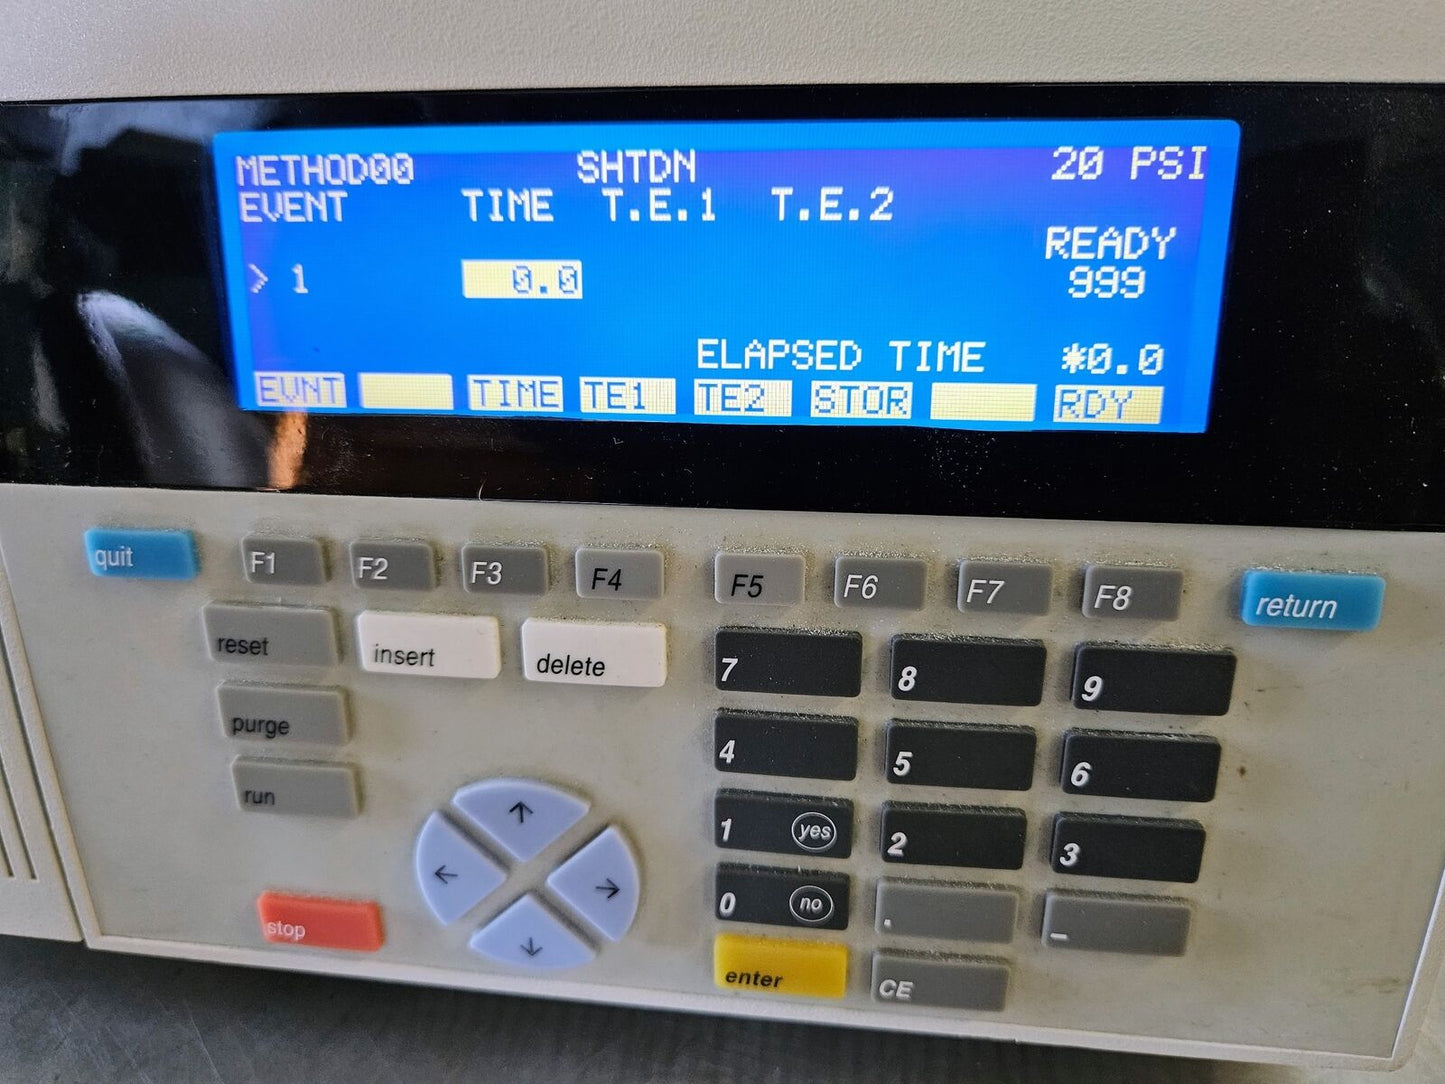 METHOD00 SHTDN 20 PSI
EVENT TIME T.E.1 T.E.2
READY
> 1 0.0 999
ELAPSED TIME *0.0
EVNT TIME TE1 TE2 STOR RDY
quit F1 F2 F3 F4 F5 F6 F7 F8 return
reset insert delete 7 8 9
purge 4 5 6
run 1 yes 2 3
↑ ← → ↓
stop 0 no . -
enter CE